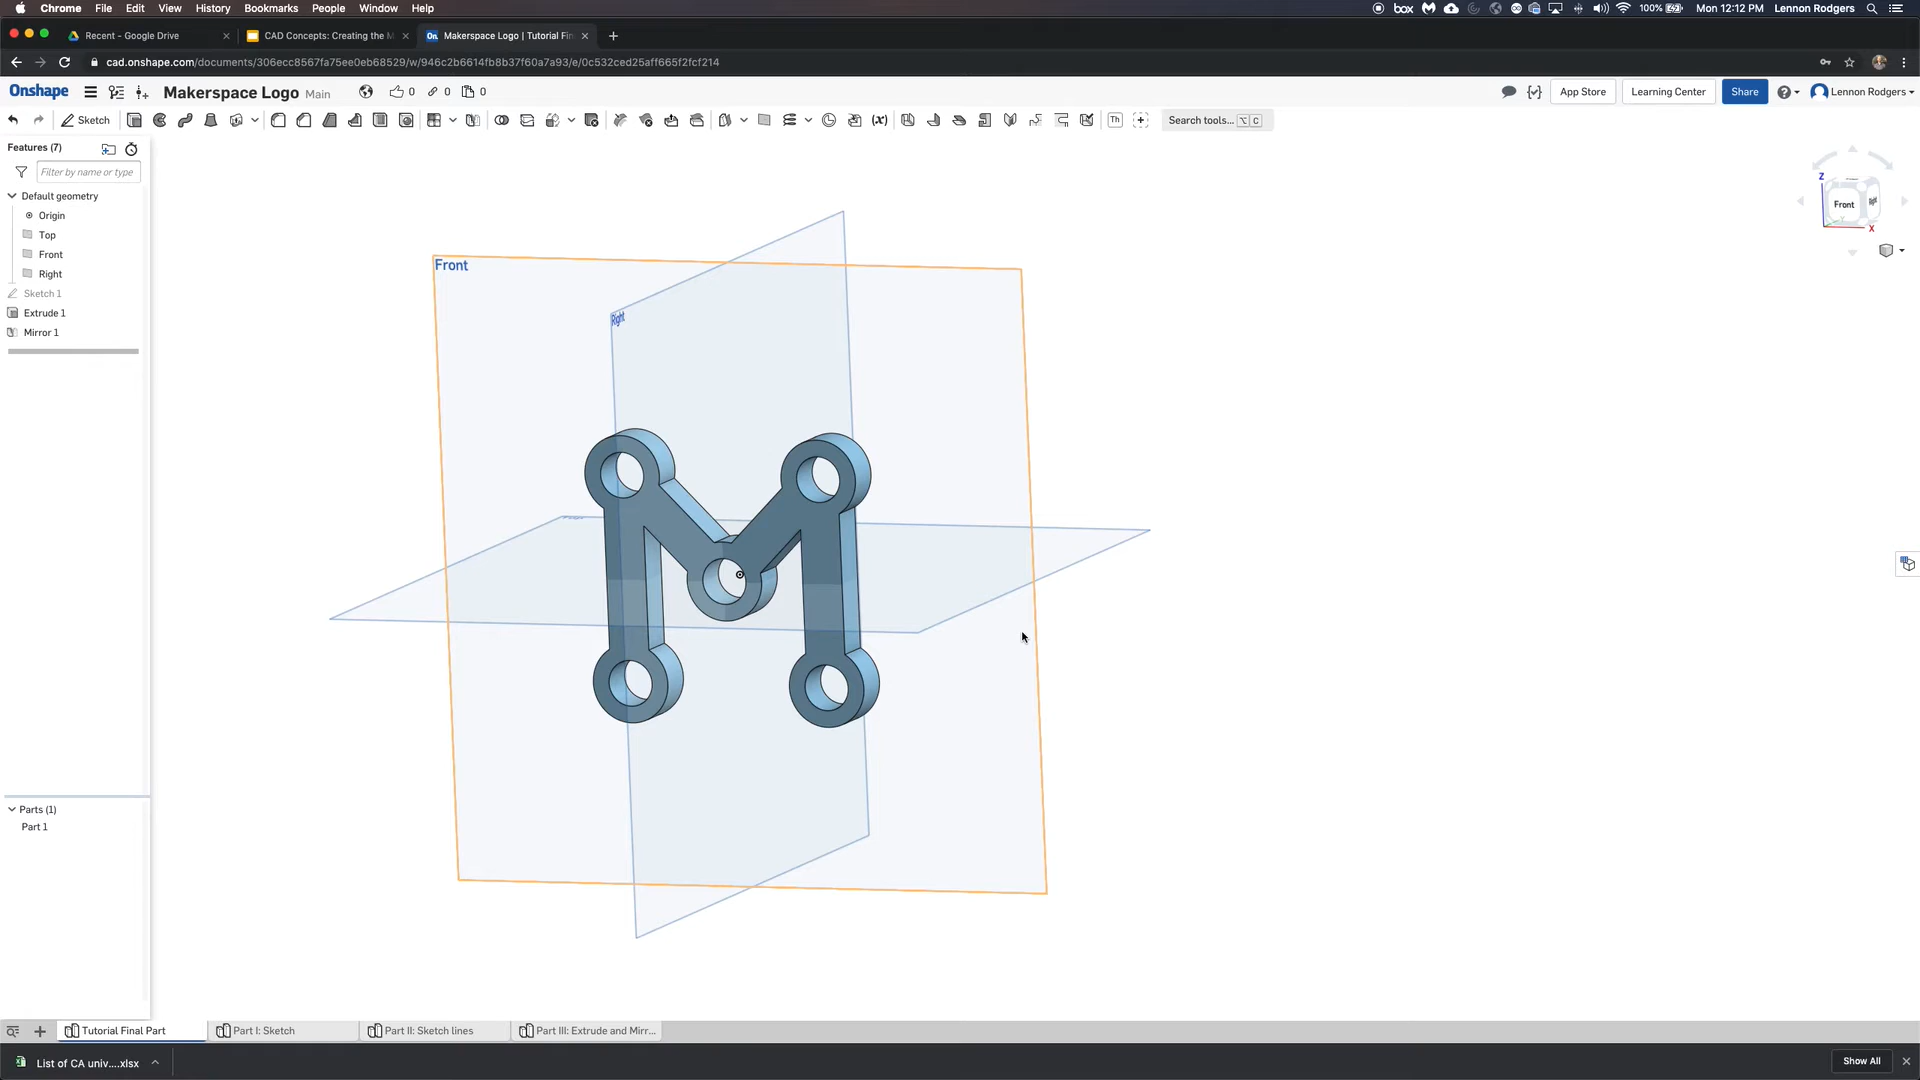 Chrome File Edit View History Bookmarks People Window Help box 100% Mon 12:12 PM Lennon Rodgers
Recent - Google Drive CAD Concepts: Creating the M Makerspace Logo | Tutorial Fin
cad.onshape.com/documents/306ecc8567fa75ee0eb68529/w/946c2b6614fb8b37f60a7a93/e/0c532ced25aff665f2fcf214
Onshape Makerspace Logo Main 0 0 0 App Store Learning Center Share Lennon Rodgers
Sketch (x) Th Search tools... ⌥ C
Features (7)
Filter by name or type
Default geometry
Origin
Top
Front
Right
Sketch 1
Extrude 1
Mirror 1
Front
Right
Z
Front
Right
X
Parts (1)
Part 1
Tutorial Final Part Part I: Sketch Part II: Sketch lines Part III: Extrude and Mirr...
List of CA univ....xlsx Show All